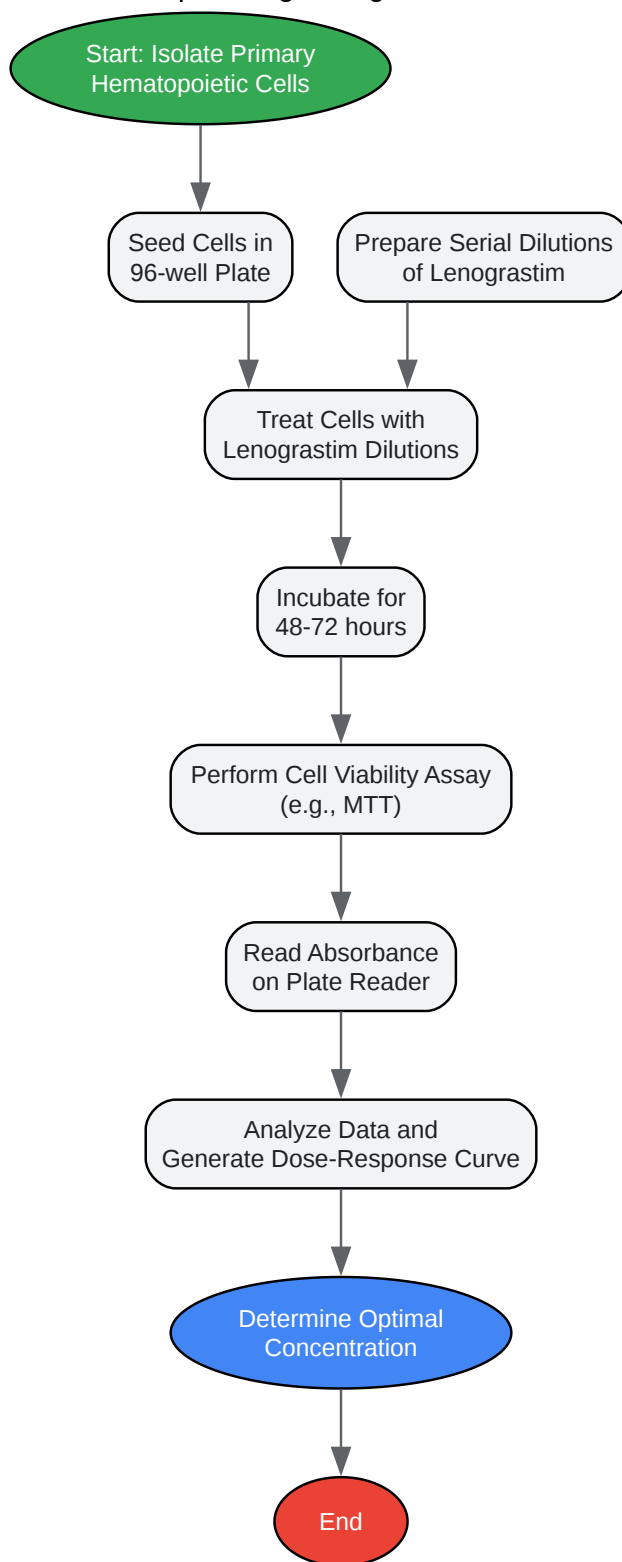 Start: Isolate Primary
Hematopoietic Cells
Seed Cells in
96-well Plate
Prepare Serial Dilutions
of Lenograstim
Treat Cells with
Lenograstim Dilutions
Incubate for
48-72 hours
Perform Cell Viability Assay
(e.g., MTT)
Read Absorbance
on Plate Reader
Analyze Data and
Generate Dose-Response Curve
Determine Optimal
Concentration
End